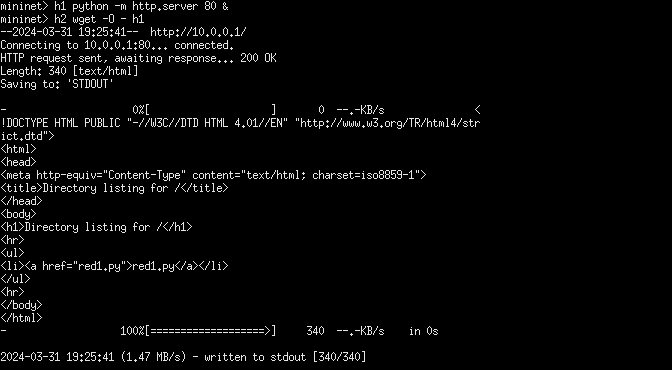 mininet> h1 python -m http.server 80 &
mininet> h2 wget -O - h1
--2024-03-31 19:25:41--  http://10.0.0.1/
Connecting to 10.0.0.1:80... connected.
HTTP request sent, awaiting response... 200 OK
Length: 340 [text/html]
Saving to: 'STDOUT'

-                     0%[                    ]       0  --.-KB/s               <
!DOCTYPE HTML PUBLIC "-//W3C//DTD HTML 4.01//EN" "http://www.w3.org/TR/html4/str
ict.dtd">
<html>
<head>
<meta http-equiv="Content-Type" content="text/html; charset=iso8859-1">
<title>Directory listing for /</title>
</head>
<body>
<h1>Directory listing for /</h1>
<hr>
<ul>
<li><a href="red1.py">red1.py</a></li>
</ul>
<hr>
</body>
</html>
-                   100%[===================>]     340  --.-KB/s    in 0s

2024-03-31 19:25:41 (1.47 MB/s) - written to stdout [340/340]